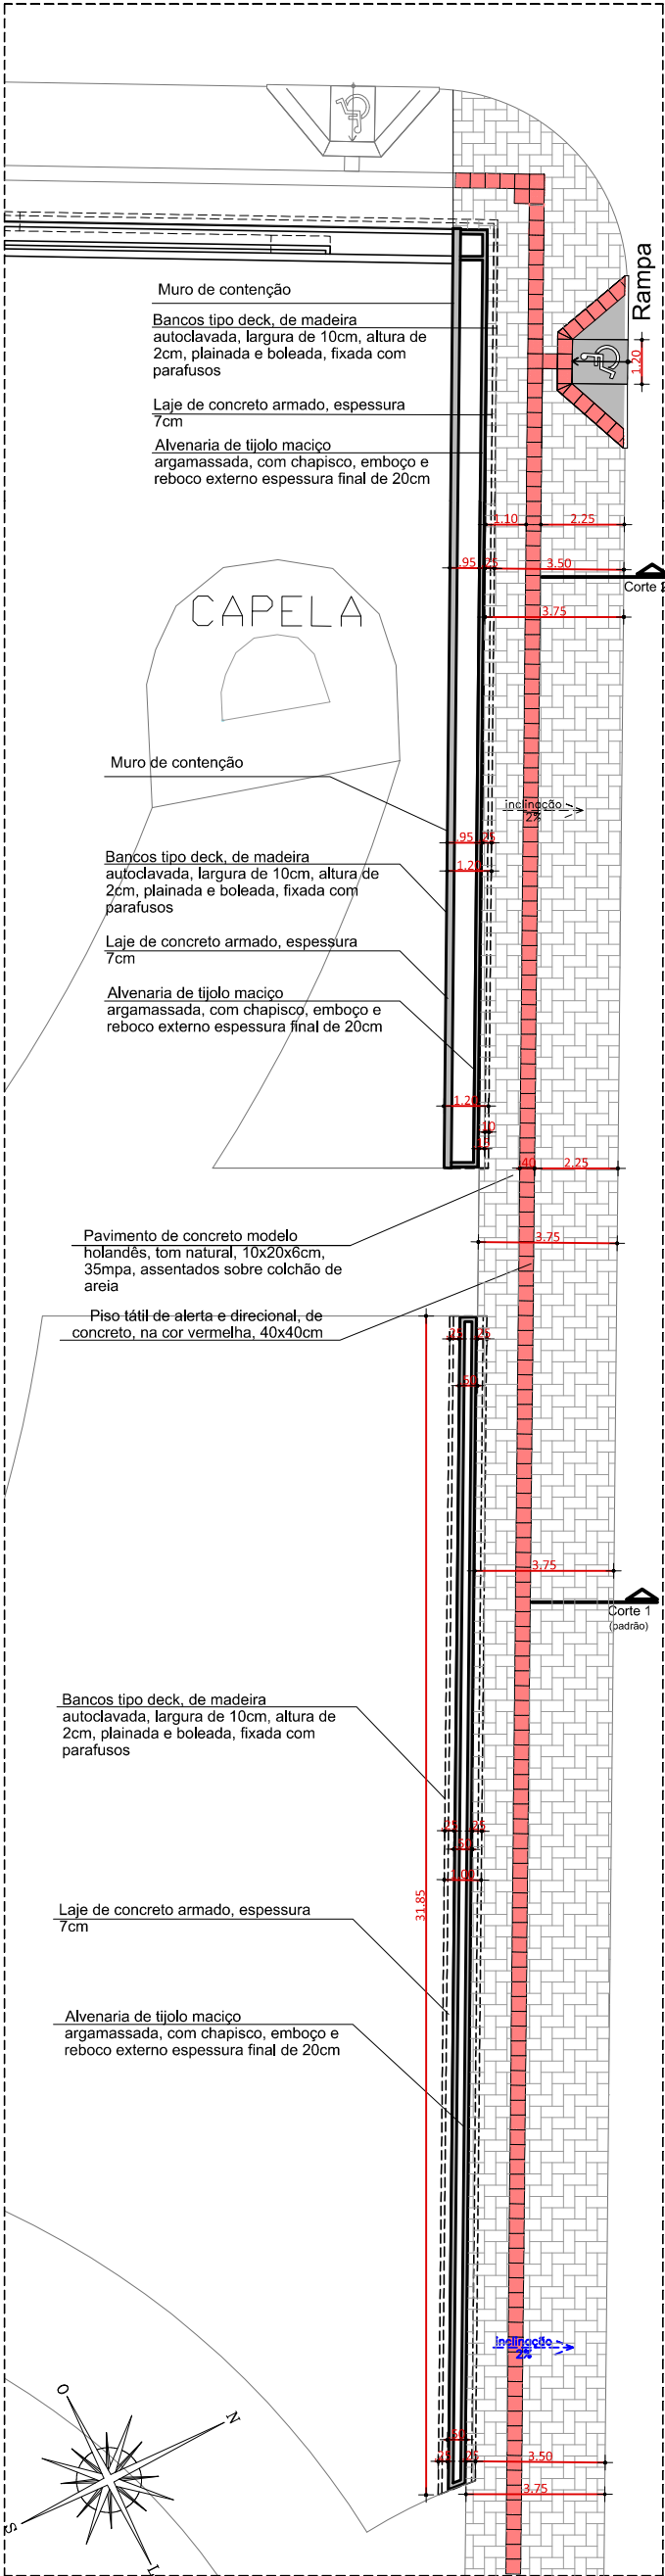 Rampa
1.20
Muro de contenção
Bancos tipo deck, de madeira
autoclavada, largura de 10cm, altura de
2cm, plainada e boleada, fixada com
parafusos
Laje de concreto armado, espessura
7cm
Alvenaria de tijolo maciço
argamassada, com chapisco, emboço e
reboco externo espessura final de 20cm
1.10
2.25
.95
.25
3.50
Corte 2
3.75
CAPELA
Muro de contenção
inclinação
2%
.95
.25
1.20
Bancos tipo deck, de madeira
autoclavada, largura de 10cm, altura de
2cm, plainada e boleada, fixada com
parafusos
Laje de concreto armado, espessura
7cm
Alvenaria de tijolo maciço
argamassada, com chapisco, emboço e
reboco externo espessura final de 20cm
1.20
.10
.15
.40
2.25
Pavimento de concreto modelo
holandês, tom natural, 10x20x6cm,
35mpa, assentados sobre colchão de
areia
3.75
Piso tátil de alerta e direcional, de
concreto, na cor vermelha, 40x40cm
.25
.25
.50
3.75
Corte 1
(padrão)
Bancos tipo deck, de madeira
autoclavada, largura de 10cm, altura de
2cm, plainada e boleada, fixada com
parafusos
.25
.25
.50
1.00
31.85
Laje de concreto armado, espessura
7cm
Alvenaria de tijolo maciço
argamassada, com chapisco, emboço e
reboco externo espessura final de 20cm
inclinação
2%
O
N
S
L
.50
.25
.25
3.50
3.75